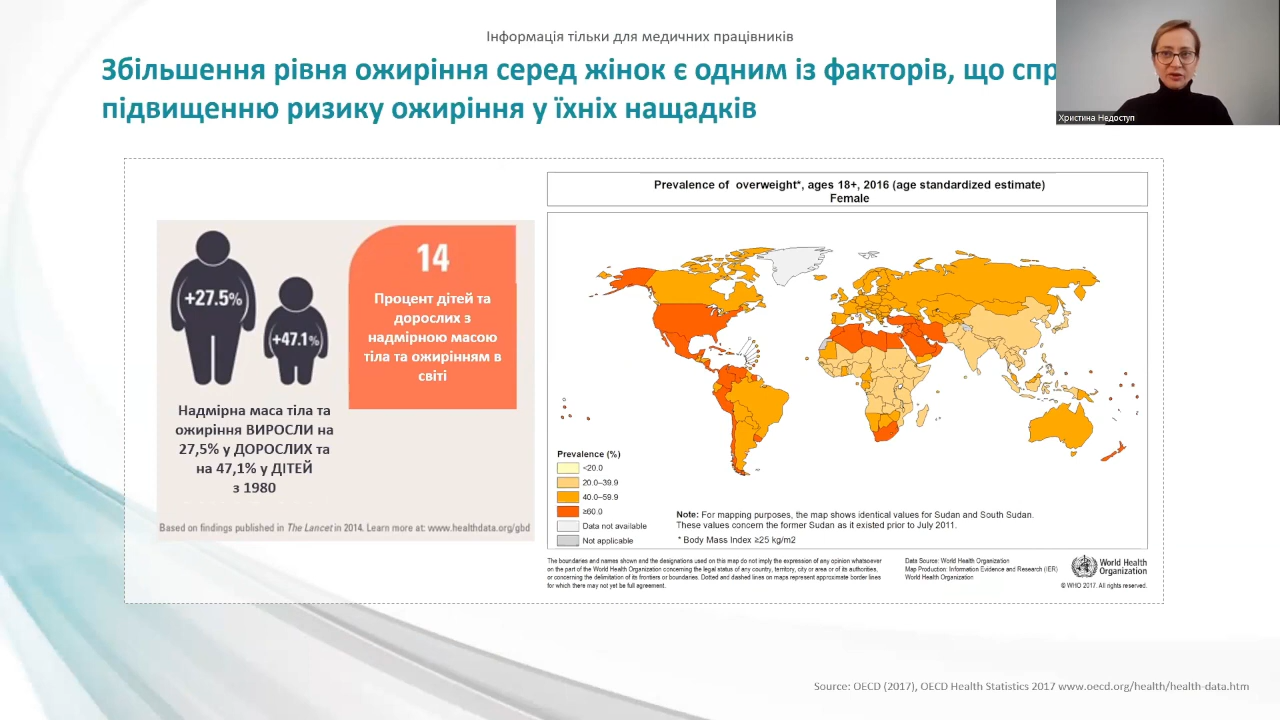 Інформація тільки для медичних працівників
Збільшення рівня ожиріння серед жінок є одним із факторів, що спр
підвищенню ризику ожиріння у їхніх нащадків
Христина Недоступ
+27.5%
+47.1%
14
Процент дітей та
дорослих з
надмірною масою
тіла та ожирінням в
світі
Надмірна маса тіла та
ожиріння ВИРОСЛИ на
27,5% у ДОРОСЛИХ та
на 47,1% у ДІТЕЙ
з 1980
Based on findings published in The Lancet in 2014. Learn more at: www.healthdata.org/gbd
Prevalence of overweight*, ages 18+, 2016 (age standardized estimate)
Female
Prevalence (%)
<20.0
20.0–39.9
40.0–59.9
≥60.0
Data not available
Not applicable
Note: For mapping purposes, the map shows identical values for Sudan and South Sudan.
These values concern the former Sudan as it existed prior to July 2011.
* Body Mass Index ≥25 kg/m2
The boundaries and names shown and the designations used on this map do not imply the expression of any opinion whatsoever
on the part of the World Health Organization concerning the legal status of any country, territory, city or area or of its authorities,
or concerning the delimitation of its frontiers or boundaries. Dotted and dashed lines on maps represent approximate border lines
for which there may not yet be full agreement.
Data Source: World Health Organization
Map Production: Information Evidence and Research (IER)
World Health Organization
World Health
Organization
© WHO 2017. All rights reserved.
Source: OECD (2017), OECD Health Statistics 2017 www.oecd.org/health/health-data.htm